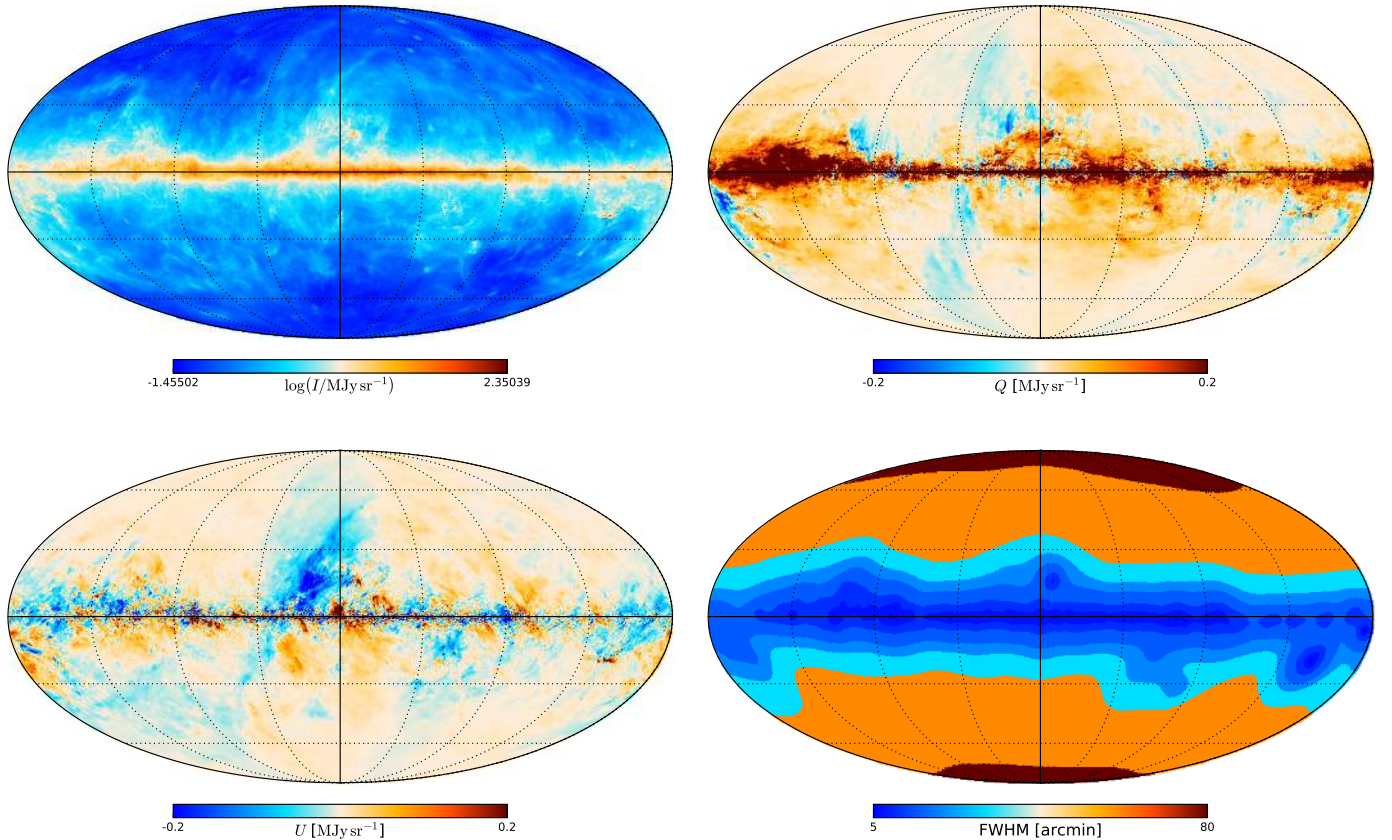 -1.45502 2.35039
log(I/MJy sr⁻¹)
-0.2 0.2
Q [MJy sr⁻¹]
-0.2 0.2
U [MJy sr⁻¹]
5 80
FWHM [arcmin]